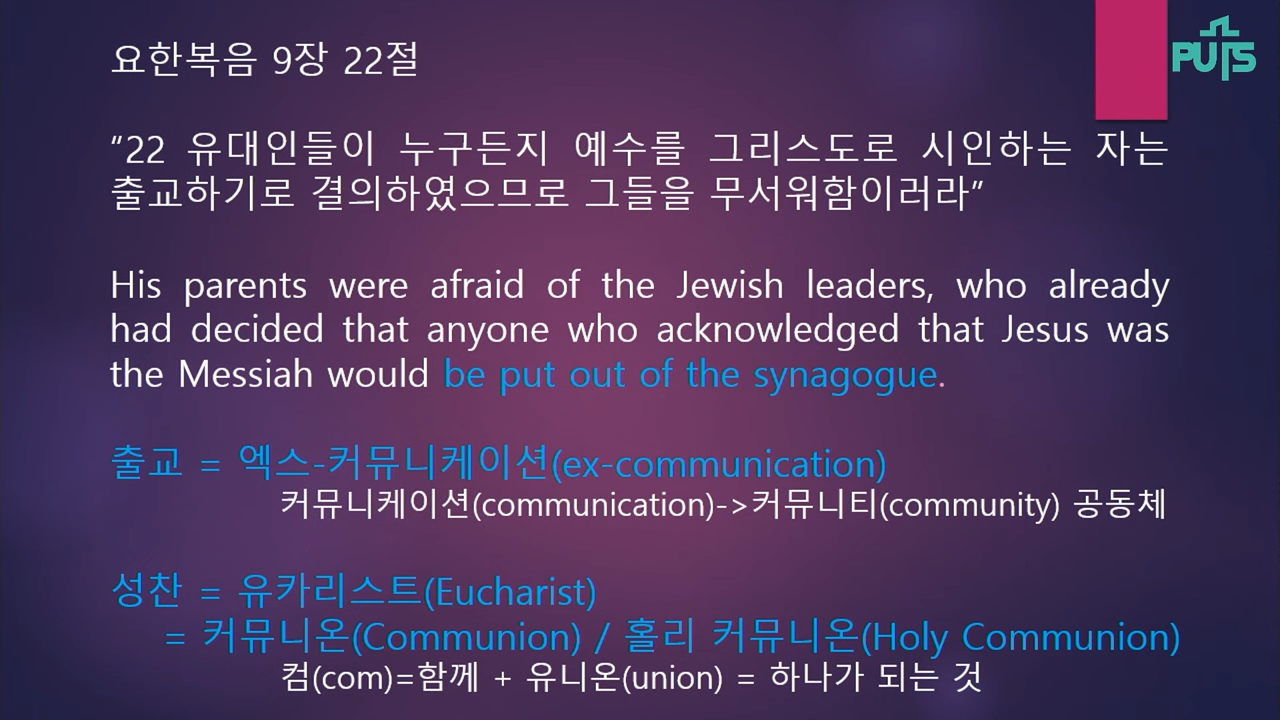 PUTS
요한복음 9장 22절
“22 유대인들이 누구든지 예수를 그리스도로 시인하는 자는
출교하기로 결의하였으므로 그들을 무서워함이러라”
His parents were afraid of the Jewish leaders, who already
had decided that anyone who acknowledged that Jesus was
the Messiah would be put out of the synagogue.
출교 = 엑스-커뮤니케이션(ex-communication)
커뮤니케이션(communication)->커뮤니티(community) 공동체
성찬 = 유카리스트(Eucharist)
= 커뮤니온(Communion) / 홀리 커뮤니온(Holy Communion)
컴(com)=함께 + 유니온(union) = 하나가 되는 것